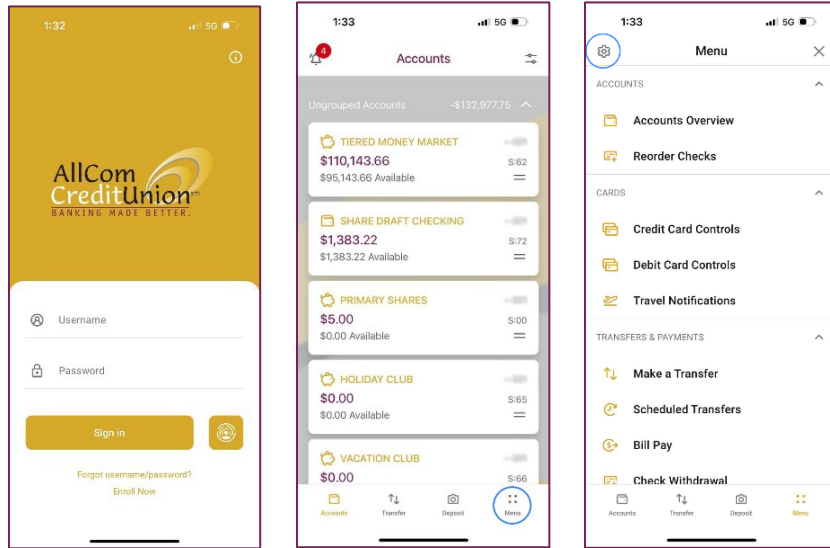 1:32
5G
AllCom
CreditUnion
BANKING MADE BETTER.
Username
Password
Sign in
Forgot username/password?
Enroll Now
1:33
5G
4
Accounts
Ungrouped Accounts -$132,977.75
TIERED MONEY MARKET
$110,143.66 S:62
$95,143.66 Available
SHARE DRAFT CHECKING
$1,383.22 S:72
$1,383.22 Available
PRIMARY SHARES
$5.00 S:00
$0.00 Available
HOLIDAY CLUB
$0.00 S:65
$0.00 Available
VACATION CLUB
$0.00 S:66
Accounts Transfer Deposit Menu
1:33
5G
Menu
ACCOUNTS
Accounts Overview
Reorder Checks
CARDS
Credit Card Controls
Debit Card Controls
Travel Notifications
TRANSFERS & PAYMENTS
Make a Transfer
Scheduled Transfers
Bill Pay
Check Withdrawal
Accounts Transfer Deposit Menu